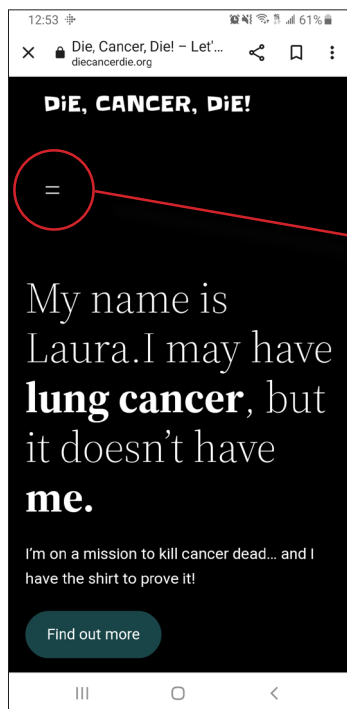 12:53
61%
Die, Cancer, Die! – Let'...
diecancerdie.org
DiE, CANCER, DiE!
My name is
Laura.I may have
lung cancer, but
it doesn’t have
me.
I’m on a mission to kill cancer dead... and I
have the shirt to prove it!
Find out more